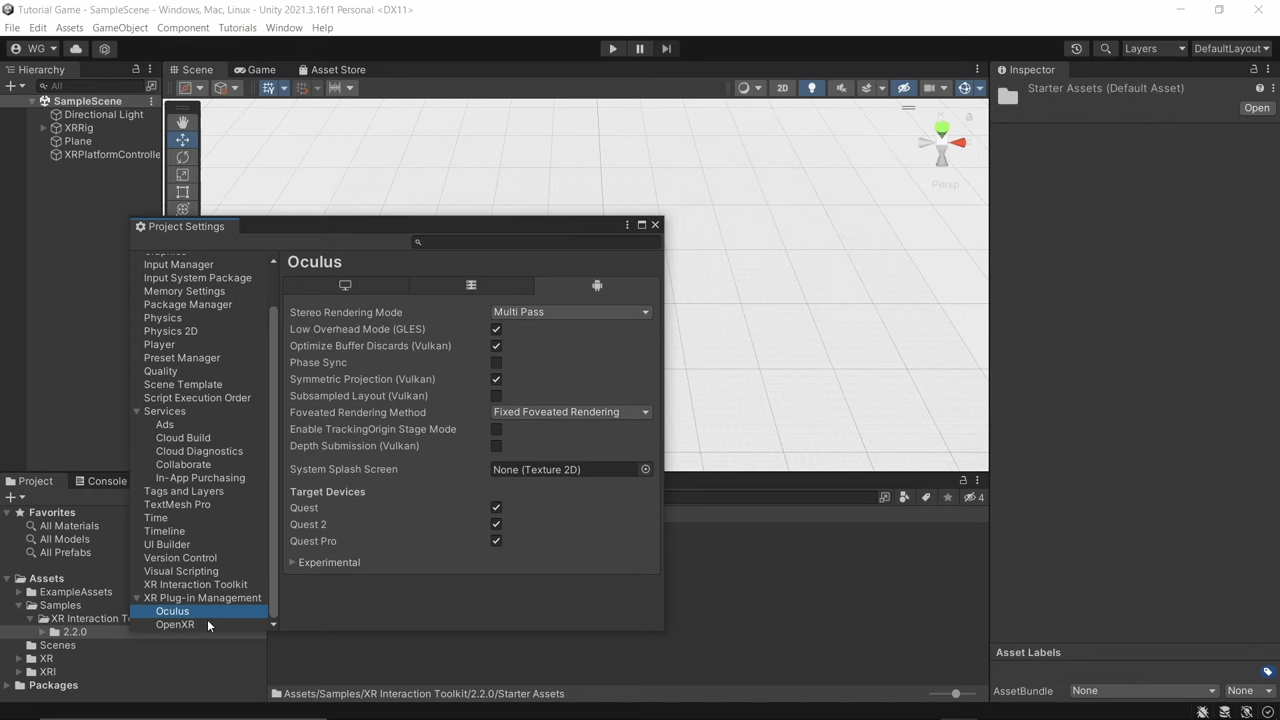 Tutorial Game - SampleScene - Windows, Mac, Linux - Unity 2021.3.16f1 Personal <DX11>
File Edit Assets GameObject Component Tutorials Window Help
WG Layers DefaultLayout
Hierarchy Scene Game Asset Store Inspector
All 2D Starter Assets (Default Asset)
SampleScene Open
Directional Light
XRRig
Plane
XRPlatformControlle
Persp
Project Settings
Oculus
Input Manager
Input System Package
Memory Settings
Package Manager
Physics
Physics 2D
Player
Preset Manager
Quality
Scene Template
Script Execution Order
Services
Ads
Cloud Build
Cloud Diagnostics
Collaborate
In-App Purchasing
Tags and Layers
TextMesh Pro
Time
Timeline
UI Builder
Version Control
Visual Scripting
XR Interaction Toolkit
XR Plug-in Management
Oculus
OpenXR
Stereo Rendering Mode Multi Pass
Low Overhead Mode (GLES)
Optimize Buffer Discards (Vulkan)
Phase Sync
Symmetric Projection (Vulkan)
Subsampled Layout (Vulkan)
Foveated Rendering Method Fixed Foveated Rendering
Enable TrackingOrigin Stage Mode
Depth Submission (Vulkan)
System Splash Screen None (Texture 2D)
Target Devices
Quest
Quest 2
Quest Pro
Experimental
Project Console
4
Favorites
All Materials
All Models
All Prefabs
Assets
ExampleAssets
Samples
XR Interaction To
2.2.0
Scenes
XR
XRI
Packages
Assets/Samples/XR Interaction Toolkit/2.2.0/Starter Assets
Asset Labels
AssetBundle None None